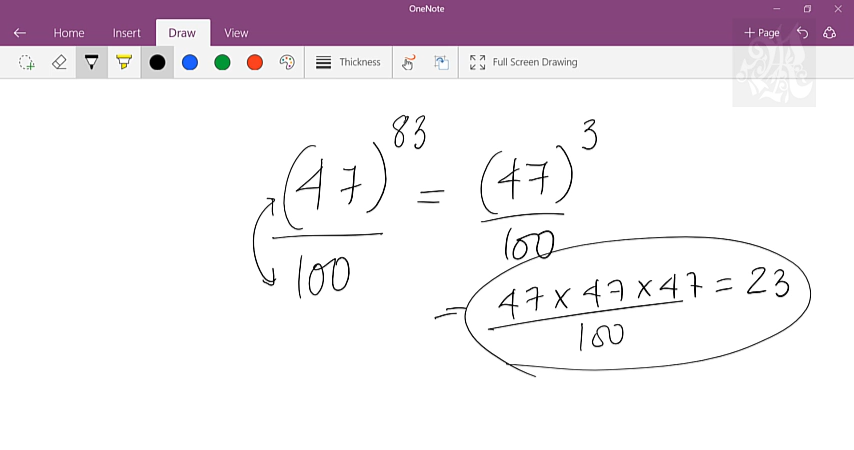 OneNote
Home Insert Draw View
+ Page
Thickness Full Screen Drawing
(47)^83 / 100 = (47)^3 / 100
= 47 x 47 x 47 / 100 = 23